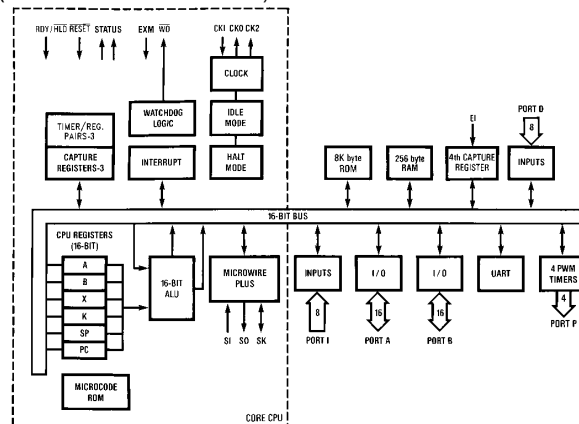 RDY/HLD RESET STATUS EXM WO CKI CKO CK2
CLOCK
WATCHDOG LOGIC
IDLE MODE
TIMER/REG. PAIRS-3
CAPTURE REGISTERS-3
INTERRUPT
HALT MODE
PORT D
8
EI
8K byte ROM
256 byte RAM
4th CAPTURE REGISTER
INPUTS
16-BIT BUS
CPU REGISTERS (16-BIT)
A
B
X
K
SP
PC
16-BIT ALU
MICROWIRE PLUS
SI SO SK
INPUTS
I/O
I/O
UART
4 PWM TIMERS
8
16
16
4
PORT I
PORT A
PORT B
PORT P
MICROCODE ROM
CORE CPU